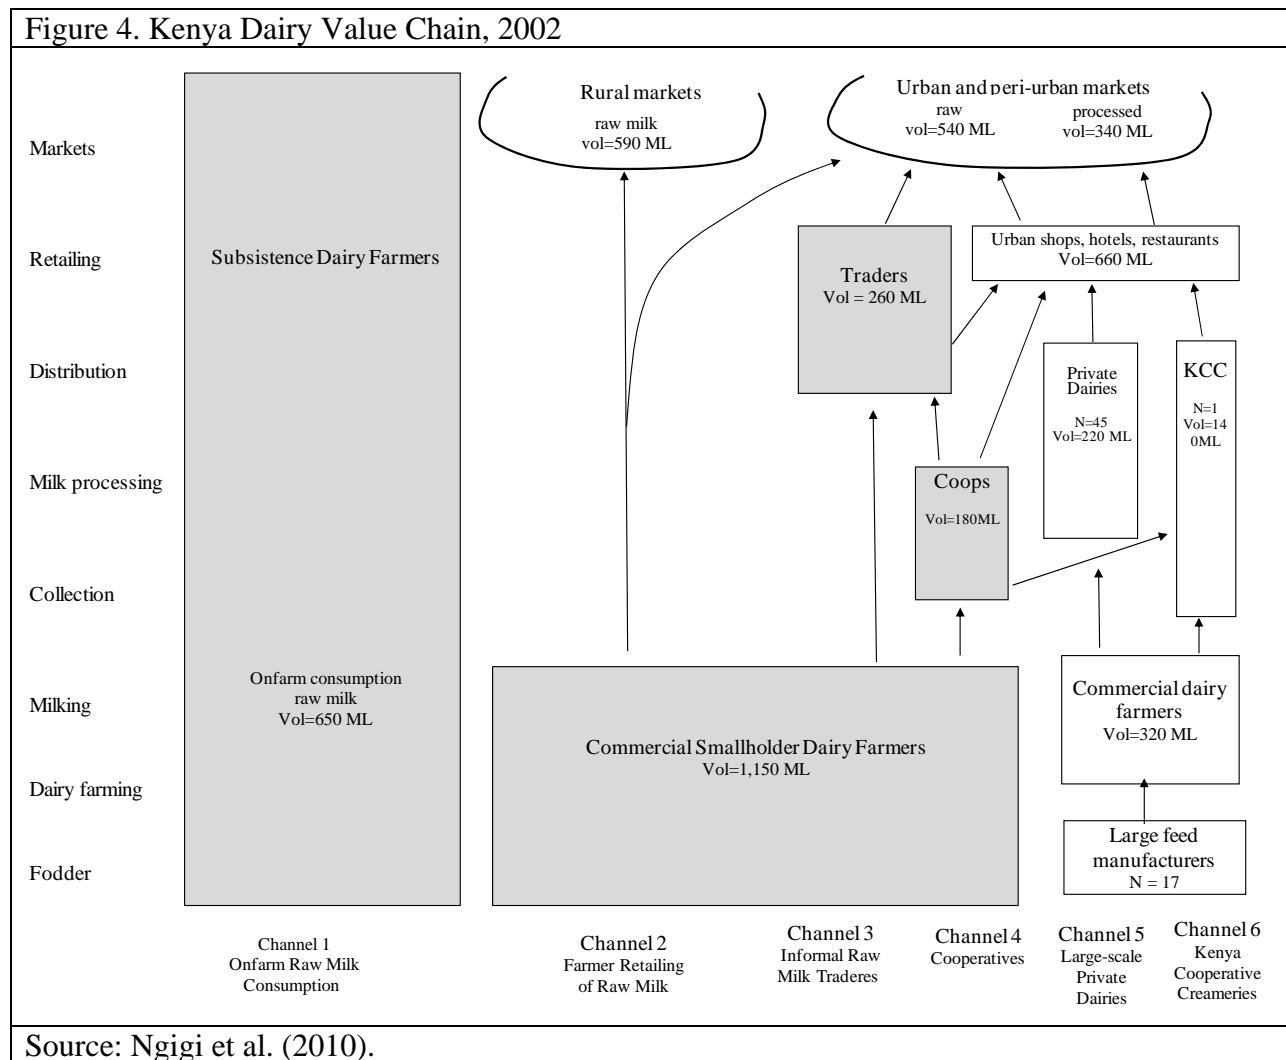 Figure 4. Kenya Dairy Value Chain, 2002
Rural markets
raw milk
vol=590 ML
Urban and peri-urban markets
raw
vol=540 ML
processed
vol=340 ML
Markets
Retailing
Subsistence Dairy Farmers
Traders
Vol = 260 ML
Urban shops, hotels, restaurants
Vol=660 ML
Distribution
Private
Dairies
N=45
Vol=220 ML
KCC
N=1
Vol=14
0ML
Milk processing
Coops
Vol=180ML
Collection
Onfarm consumption
raw milk
Vol=650 ML
Milking
Commercial Smallholder Dairy Farmers
Vol=1,150 ML
Commercial dairy
farmers
Vol=320 ML
Dairy farming
Large feed
manufacturers
N = 17
Fodder
Channel 1
Onfarm Raw Milk
Consumption
Channel 2
Farmer Retailing
of Raw Milk
Channel 3
Informal Raw
Milk Traderes
Channel 4
Cooperatives
Channel 5
Large-scale
Private
Dairies
Channel 6
Kenya
Cooperative
Creameries
Source: Ngigi et al. (2010).